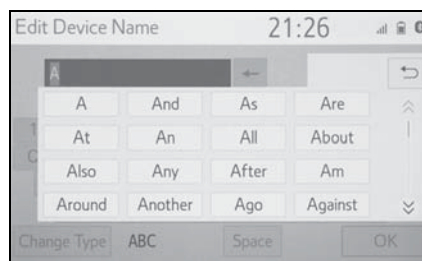 Edit Device Name 21:26
A
A And As Are
At An All About
Also Any After Am
Around Another Ago Against
Change Type ABC Space OK